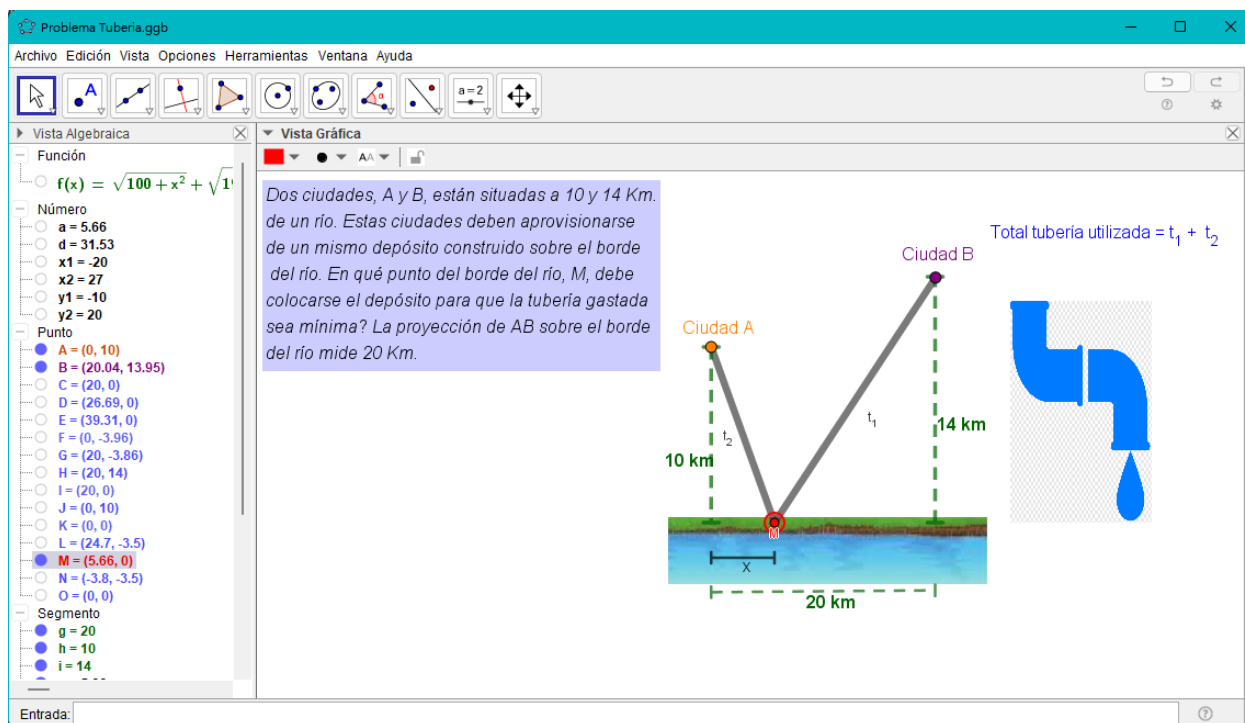 Problema Tuberia.ggb
Archivo Edición Vista Opciones Herramientas Ventana Ayuda
A
α
a=2
Vista Algebraica
Vista Gráfica
AA
Función
f(x) = √100 + x² + √1
Número
a = 5.66
d = 31.53
x1 = -20
x2 = 27
y1 = -10
y2 = 20
Punto
A = (0, 10)
B = (20.04, 13.95)
C = (20, 0)
D = (26.69, 0)
E = (39.31, 0)
F = (0, -3.96)
G = (20, -3.86)
H = (20, 14)
I = (20, 0)
J = (0, 10)
K = (0, 0)
L = (24.7, -3.5)
M = (5.66, 0)
N = (-3.8, -3.5)
O = (0, 0)
Segmento
g = 20
h = 10
i = 14
Dos ciudades, A y B, están situadas a 10 y 14 Km.
de un río. Estas ciudades deben aprovisionarse
de un mismo depósito construido sobre el borde
del río. En qué punto del borde del río, M, debe
colocarse el depósito para que la tubería gastada
sea mínima? La proyección de AB sobre el borde
del río mide 20 Km.
Total tubería utilizada = t₁ + t₂
Ciudad B
Ciudad A
t₁
t₂
14 km
10 km
M
X
20 km
Entrada: